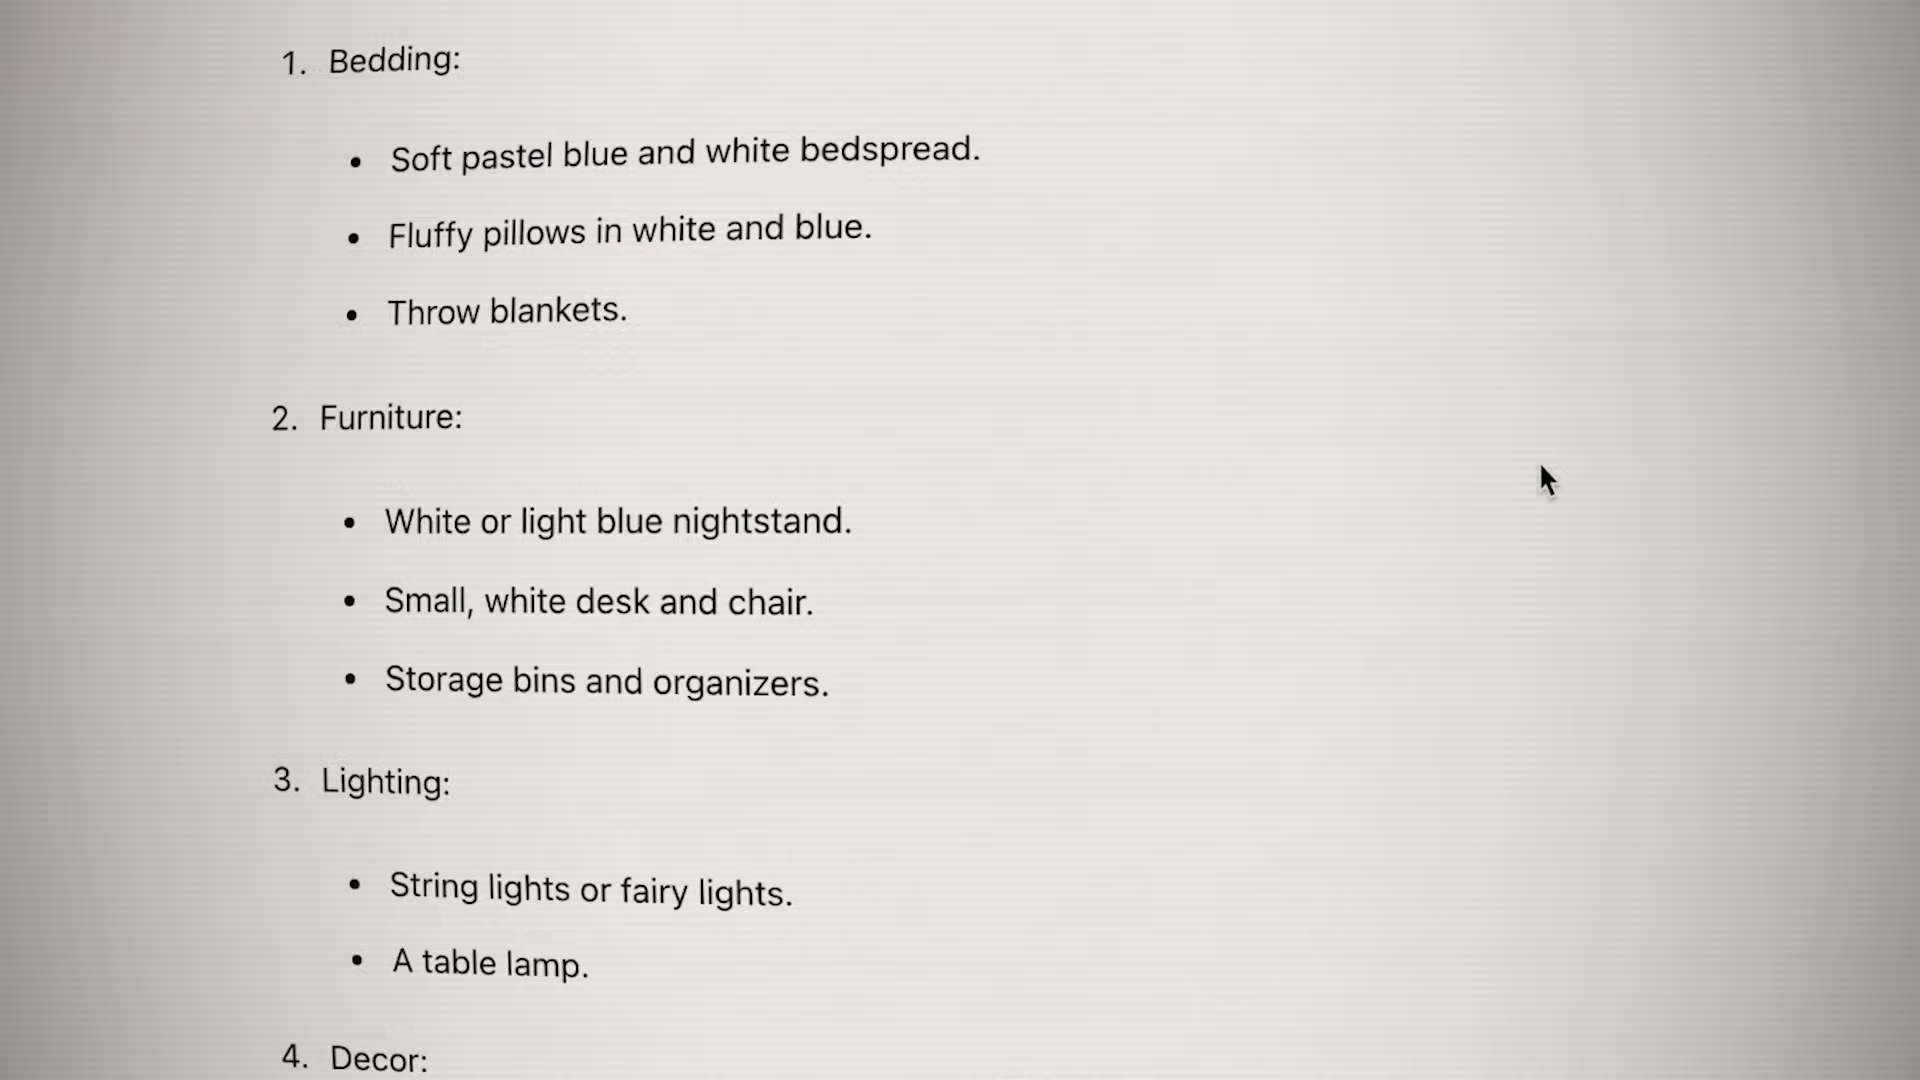 1. Bedding:
• Soft pastel blue and white bedspread.
• Fluffy pillows in white and blue.
• Throw blankets.
2. Furniture:
• White or light blue nightstand.
• Small, white desk and chair.
• Storage bins and organizers.
3. Lighting:
• String lights or fairy lights.
• A table lamp.
4. Decor: